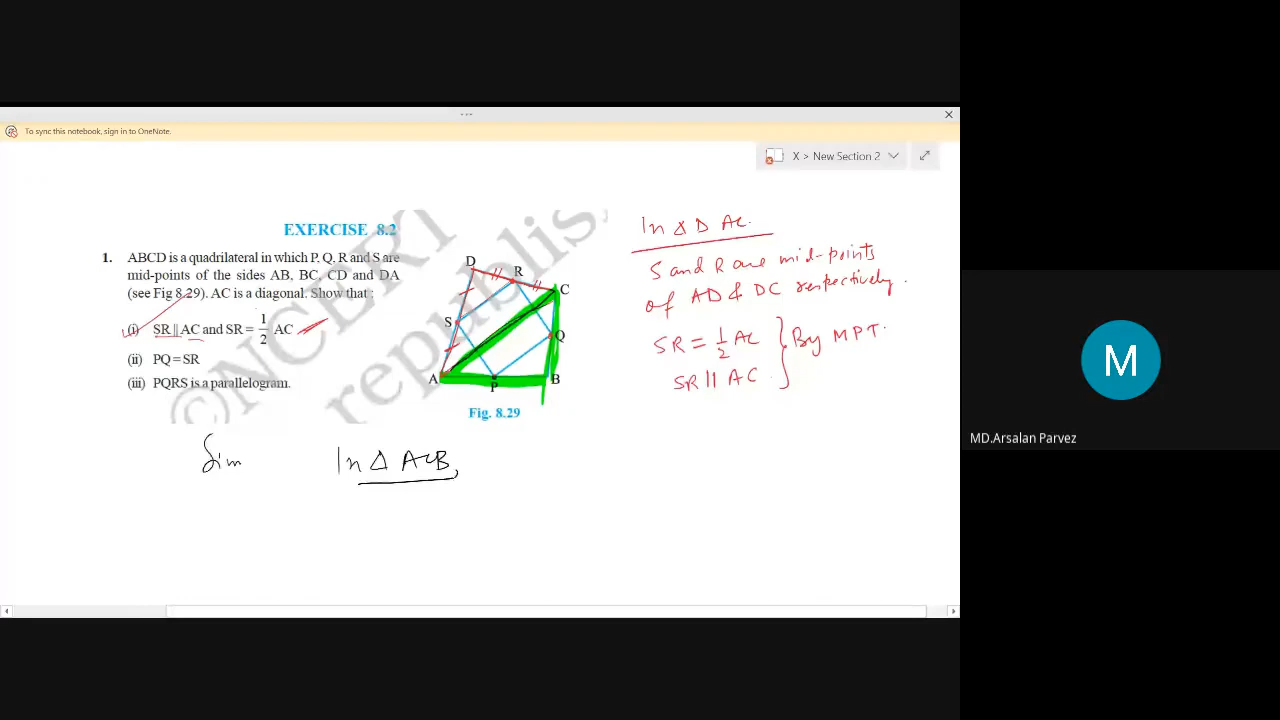 To sync this notebook, sign in to OneNote.
X > New Section 2
EXERCISE 8.2
1. ABCD is a quadrilateral in which P, Q, R and S are
mid-points of the sides AB, BC, CD and DA
(see Fig 8.29). AC is a diagonal. Show that :
(i) SR || AC and SR = 1/2 AC
(ii) PQ = SR
(iii) PQRS is a parallelogram.
D
R
C
S
Q
A
P
B
Fig. 8.29
© NCERT
republis
In Δ DAC.
S and R are mid-points
of AD & DC respectively.
SR = 1/2 AC } By MPT.
SR || AC
Sim
In Δ ACB,
M
MD.Arsalan Parvez